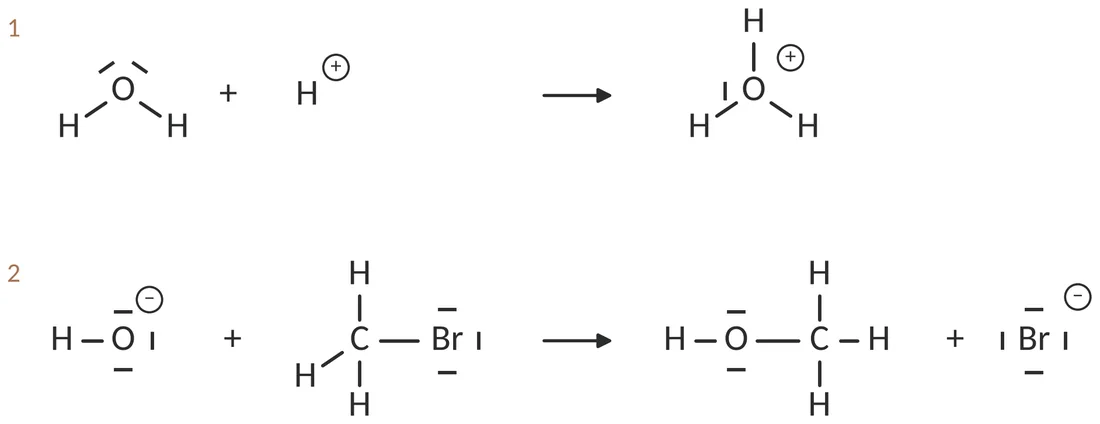 1
H
O + H⊕ → O⊕
H H H H
2
H H
H–O⊖ + C–Br → H–O–C–H + Br⊖
H
H H